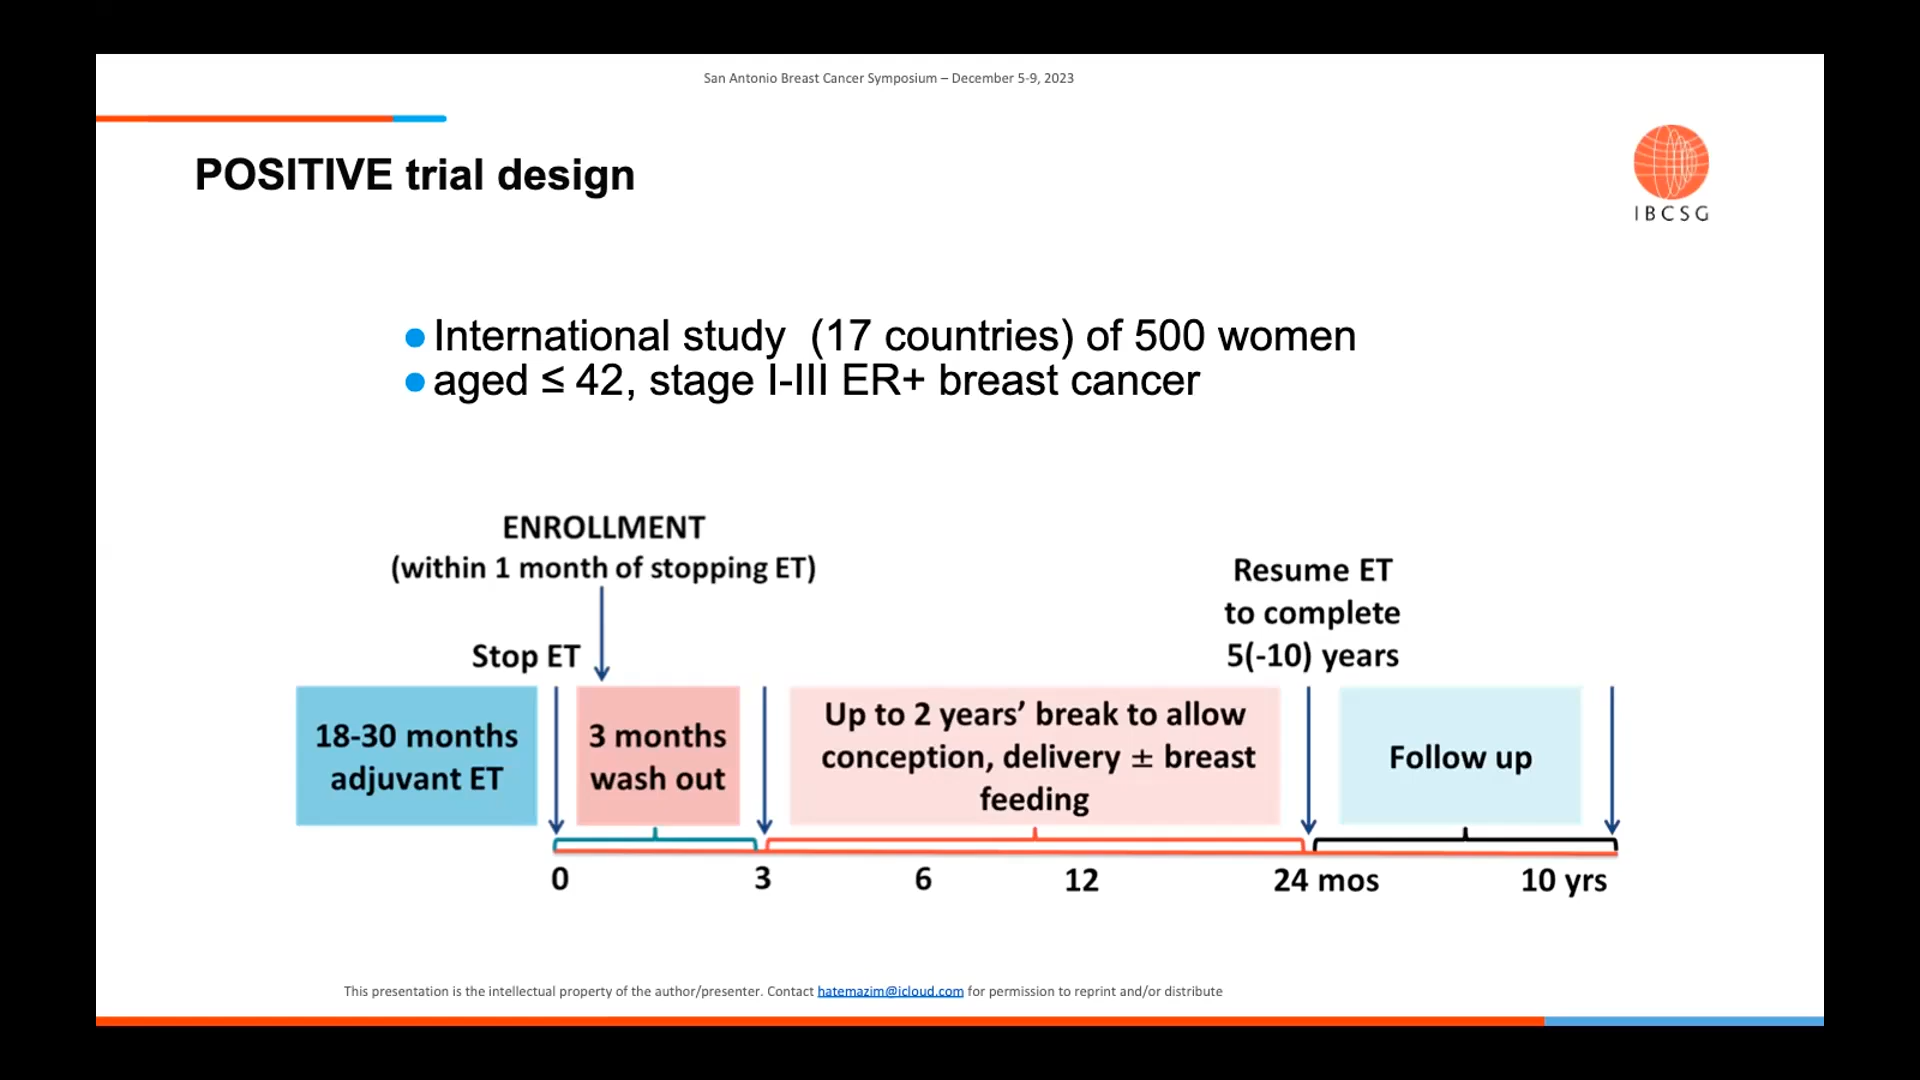 San Antonio Breast Cancer Symposium – December 5-9, 2023
POSITIVE trial design
IBCSG
International study (17 countries) of 500 women
aged ≤ 42, stage I-III ER+ breast cancer
ENROLLMENT
(within 1 month of stopping ET)
Stop ET
Resume ET
to complete
5(-10) years
18-30 months
adjuvant ET
3 months
wash out
Up to 2 years’ break to allow
conception, delivery ± breast
feeding
Follow up
0 3 6 12 24 mos 10 yrs
This presentation is the intellectual property of the author/presenter. Contact hatemazim@icloud.com for permission to reprint and/or distribute